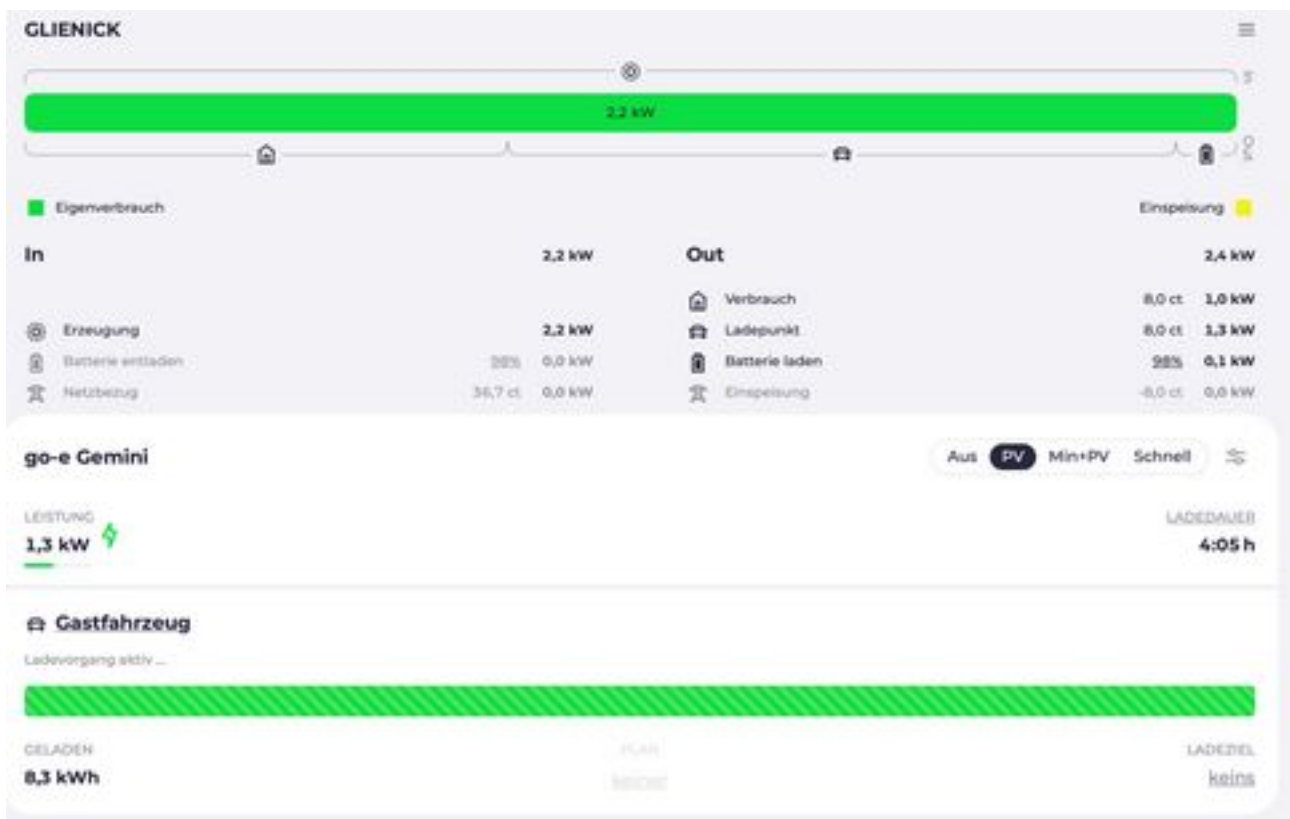 GLIENICK
In
2,2 kW
Out
Eigenverbrauch
Einspeisung
In 2,2 kW
Out 2,4 kW
Verbrauch 8,0 ct 1,0 kW
Erzeugung 2,2 kW
Ladepunkt 8,0 ct 1,3 kW
Batterie entladen 98% 0,0 kW
Batterie laden 98% 0,1 kW
Netzbezug 36,7 ct 0,0 kW
Einspeisung -8,0 ct 0,0 kW
go-e Gemini
Aus PV Min+PV Schnell
LEISTUNG
LADEDAUER
1,3 kW
4:05 h
Gastfahrzeug
Ladevorgang aktiv ...
GELADEN
PLAN
LADEZIEL
8,3 kWh
keiner
keins